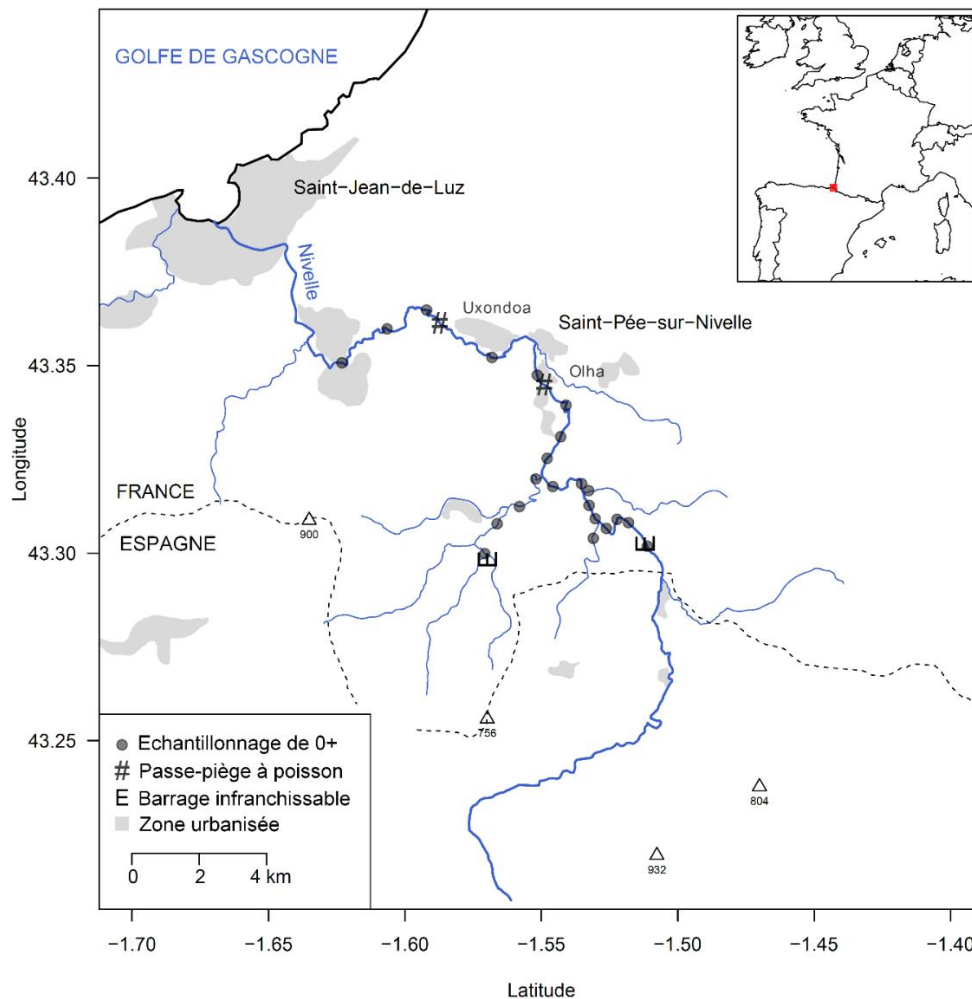 GOLFE DE GASCOGNE
43.40
Saint-Jean-de-Luz
Nivelle
Uxondoa
Saint-Pée-sur-Nivelle
43.35
Olha
Longitude
FRANCE
900
43.30
ESPAGNE
E
E
43.25
756
804
932
Echantillonnage de 0+
# Passe-piège à poisson
E Barrage infranchissable
Zone urbanisée
0 2 4 km
−1.70 −1.65 −1.60 −1.55 −1.50 −1.45 −1.40
Latitude